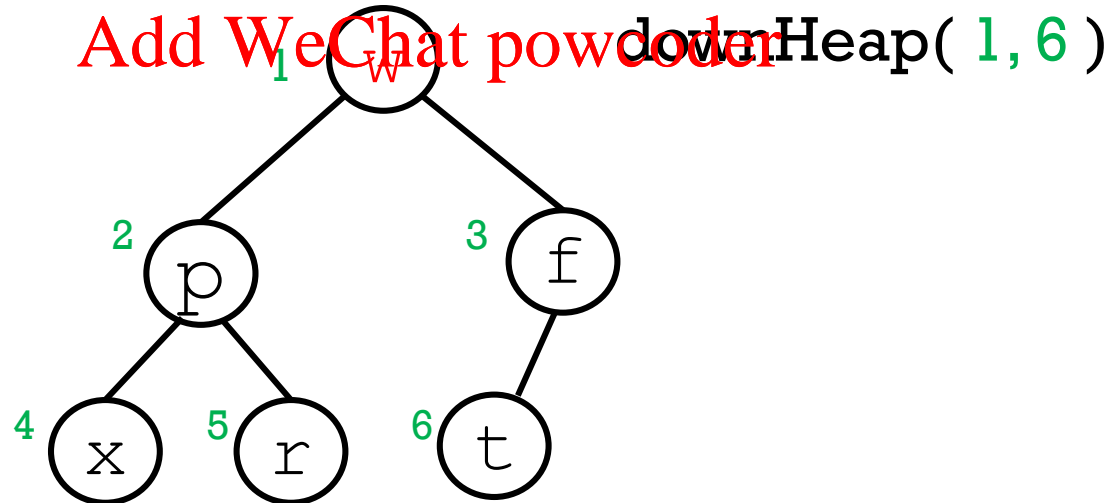 Add WeChat powcoder
downHeap( 1, 6 )
1 w
2 p
3 f
4 x
5 r
6 t